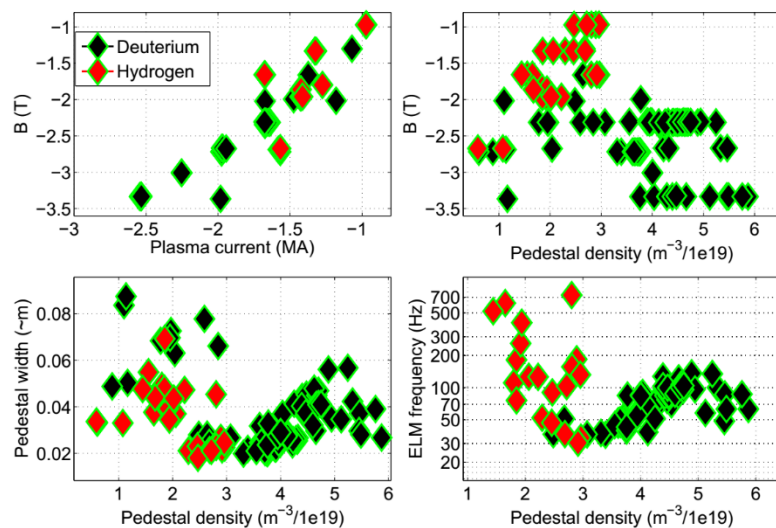 −1
−1.5
−2
−2.5
−3
−3.5
B (T)
Deuterium
Hydrogen
−3 −2.5 −2 −1.5 −1
Plasma current (MA)
−1
−1.5
−2
−2.5
−3
−3.5
B (T)
1 2 3 4 5 6
Pedestal density (m⁻³/1e19)
0.08
0.06
0.04
0.02
Pedestal width (~m)
1 2 3 4 5 6
Pedestal density (m⁻³/1e19)
700
500
300
200
100
70
50
30
20
ELM frequency (Hz)
1 2 3 4 5 6
Pedestal density (m⁻³/1e19)